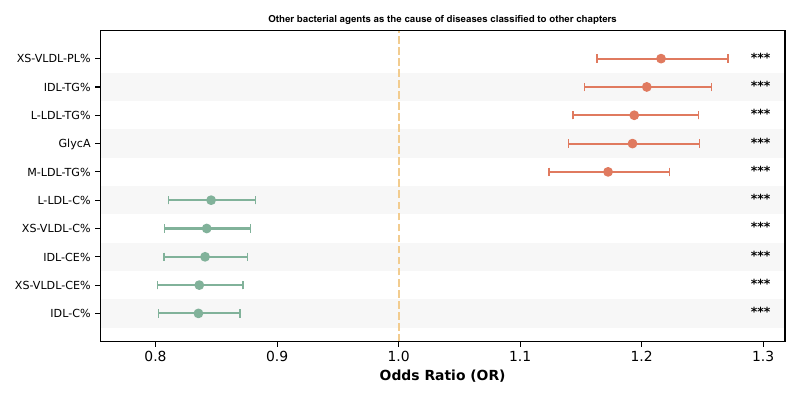 Other bacterial agents as the cause of diseases classified to other chapters
XS-VLDL-PL% ***
IDL-TG% ***
L-LDL-TG% ***
GlycA ***
M-LDL-TG% ***
L-LDL-C% ***
XS-VLDL-C% ***
IDL-CE% ***
XS-VLDL-CE% ***
IDL-C% ***
0.8 0.9 1.0 1.1 1.2 1.3
Odds Ratio (OR)